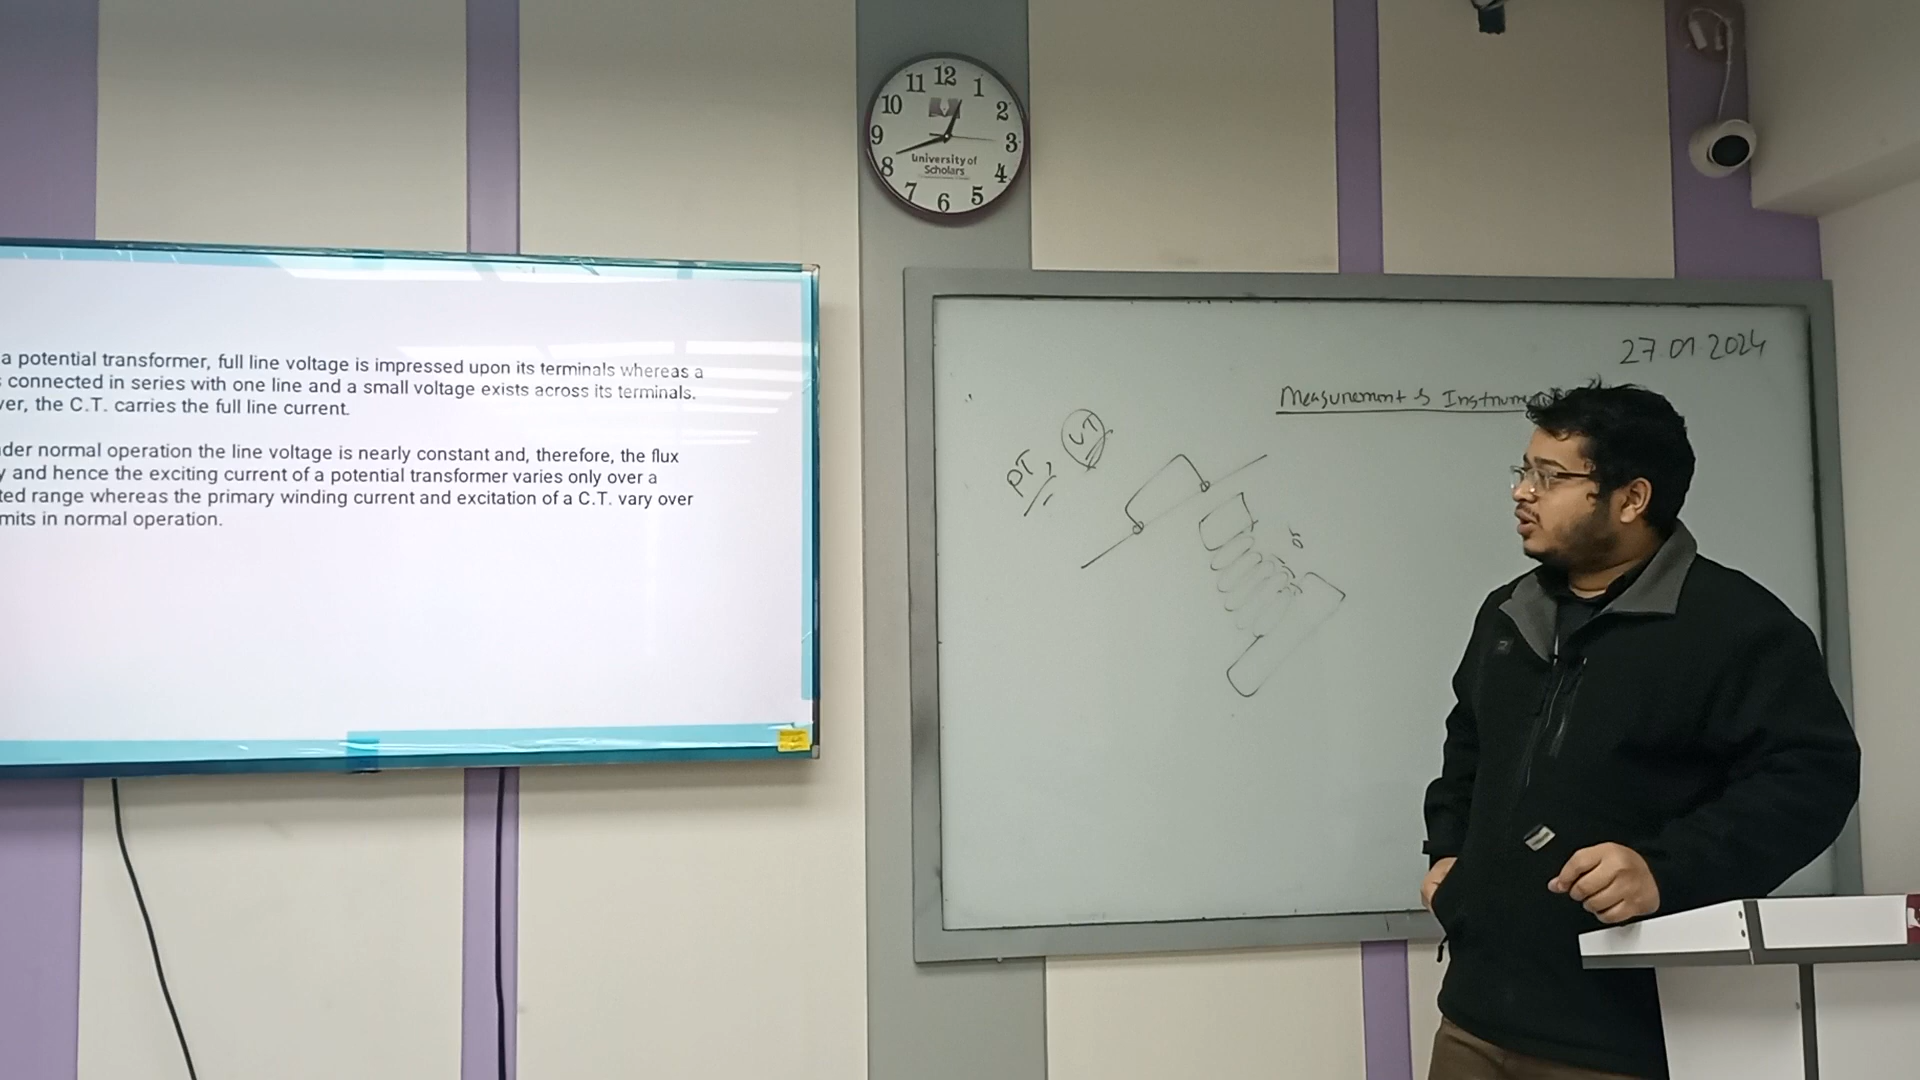 11 12 1
10 2
9 3
8 4
7 6 5
University of
Scholars
a potential transformer, full line voltage is impressed upon its terminals whereas a
connected in series with one line and a small voltage exists across its terminals.
ver, the C.T. carries the full line current.
der normal operation the line voltage is nearly constant and, therefore, the flux
y and hence the exciting current of a potential transformer varies only over a
ted range whereas the primary winding current and excitation of a C.T. vary over
mits in normal operation.
27.01.2024
Measurement & Instrumen
PT, CT